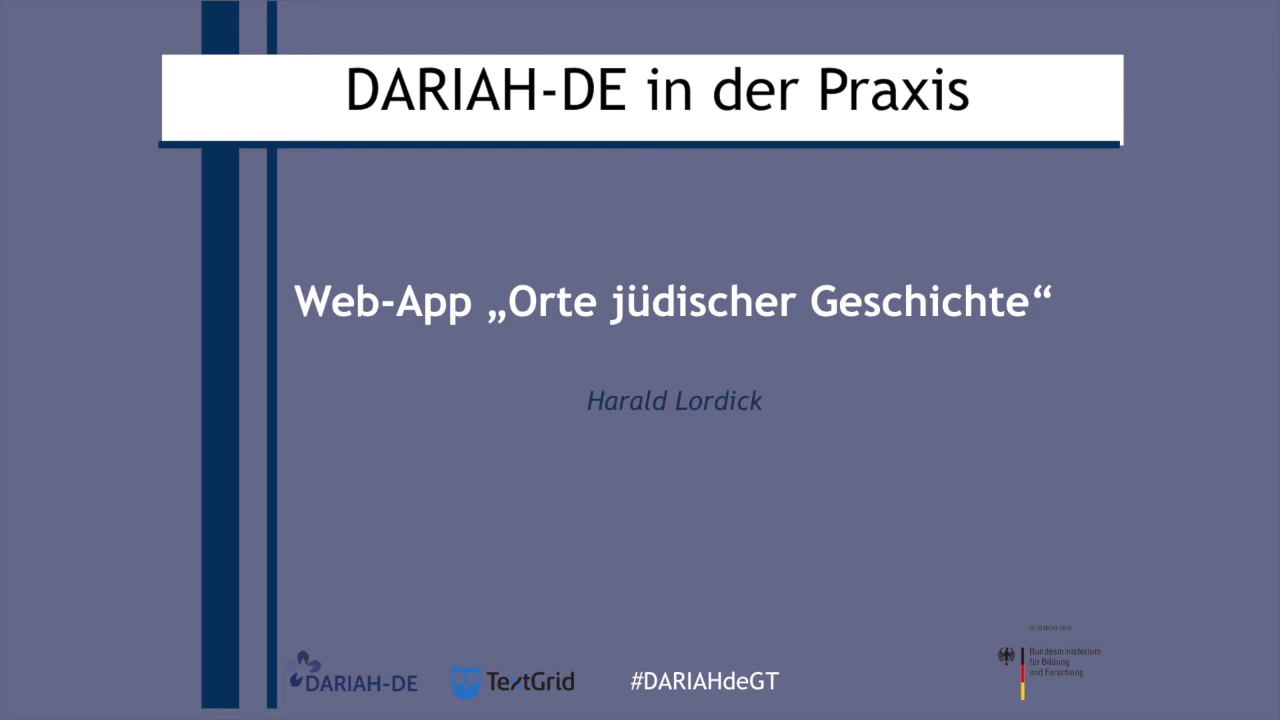 DARIAH-DE in der Praxis
Web-App „Orte jüdischer Geschichte“
Harald Lordick
DARIAH-DE
TextGrid
#DARIAHdeGT
Bundesministerium
für Bildung
und Forschung